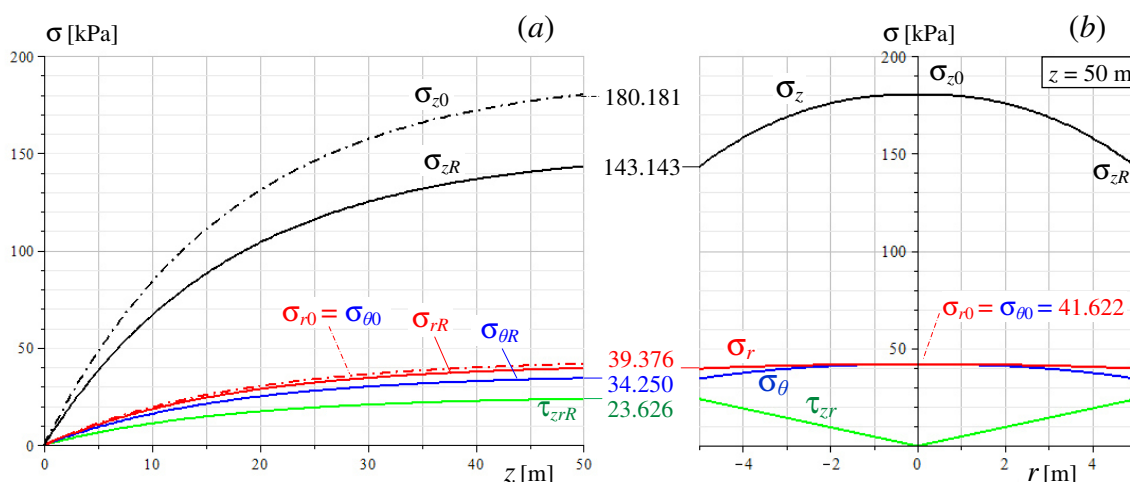 σ [kPa]
(a)
200
150
100
50
0
0
10
20
30
40
50
z [m]
σz0
σzR
σr0 = σθ0
σrR
σθR
τzrR
180.181
143.143
39.376
34.250
23.626
σ [kPa]
(b)
z = 50 m
200
150
100
50
0
−4
−2
0
2
4
r [m]
σz
σz0
σzR
σr0 = σθ0 = 41.622
σr
σθ
τzr